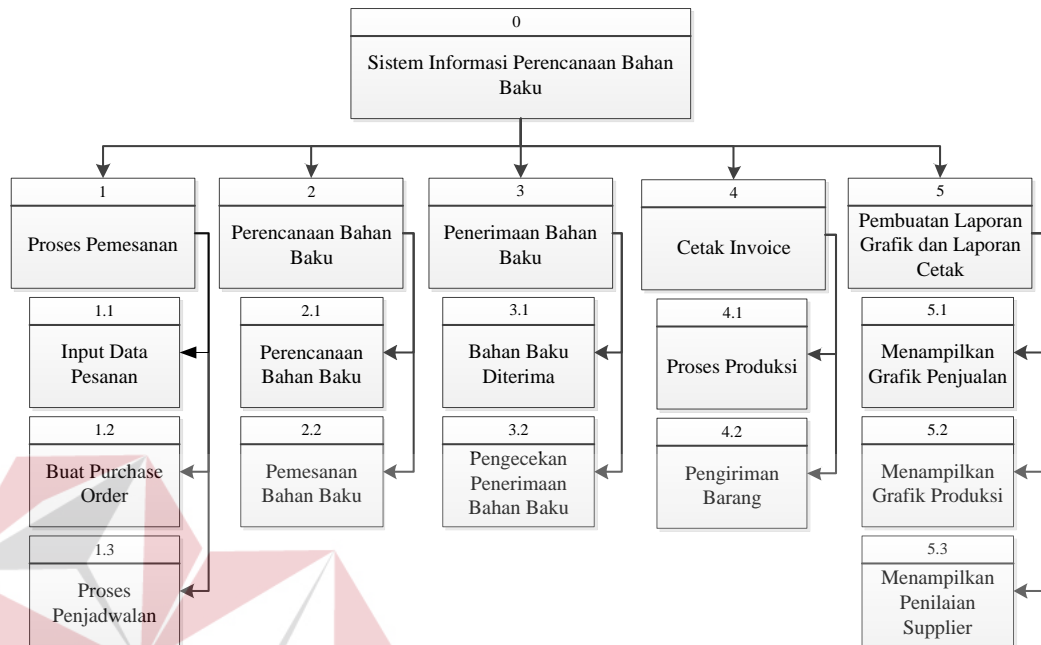 0
Sistem Informasi Perencanaan Bahan
Baku
1
Proses Pemesanan
2
Perencanaan Bahan
Baku
3
Penerimaan Bahan
Baku
4
Cetak Invoice
5
Pembuatan Laporan
Grafik dan Laporan
Cetak
1.1
Input Data
Pesanan
2.1
Perencanaan
Bahan Baku
3.1
Bahan Baku
Diterima
4.1
Proses Produksi
5.1
Menampilkan
Grafik Penjualan
1.2
Buat Purchase
Order
2.2
Pemesanan
Bahan Baku
3.2
Pengecekan
Penerimaan
Bahan Baku
4.2
Pengiriman
Barang
5.2
Menampilkan
Grafik Produksi
1.3
Proses
Penjadwalan
5.3
Menampilkan
Penilaian
Supplier